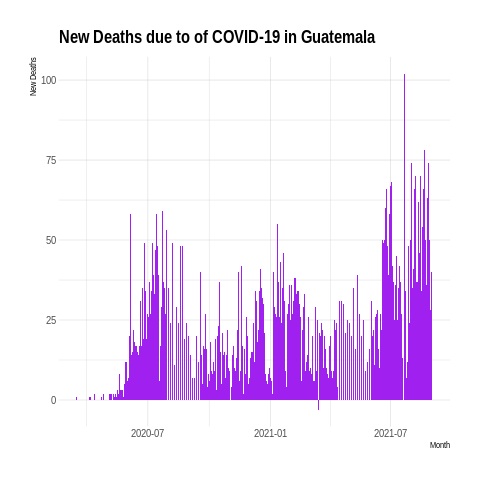 New Deaths due to of COVID-19 in Guatemala
New Deaths
100
75
50
25
0
2020-07
2021-01
2021-07
Month